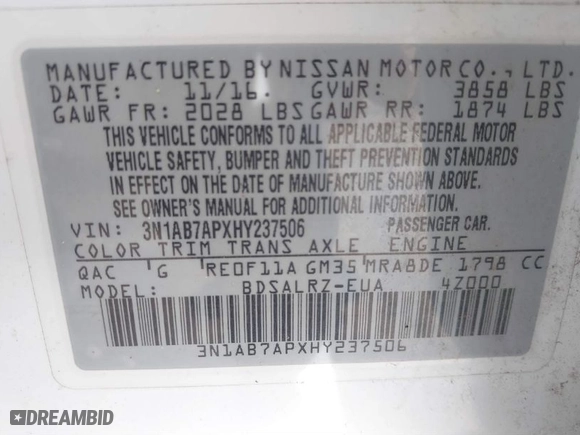 MANUFACTURED BY NISSAN MOTOR CO., LTD.
DATE: 11/16. GVWR: 3858 LBS
GAWR FR: 2028 LBS GAWR RR: 1874 LBS
THIS VEHICLE CONFORMS TO ALL APPLICABLE FEDERAL MOTOR
VEHICLE SAFETY, BUMPER AND THEFT PREVENTION STANDARDS
IN EFFECT ON THE DATE OF MANUFACTURE SHOWN ABOVE.
SEE OWNER'S MANUAL FOR ADDITIONAL INFORMATION.
VIN: 3N1AB7APXHY237506 PASSENGER CAR.
COLOR TRIM TRANS AXLE ENGINE
QAC G RE0F11A GM35 MRA8DE 1798 CC
MODEL: BDSALRZ-EUA 4Z000
3N1AB7APXHY237506
DREAMBID